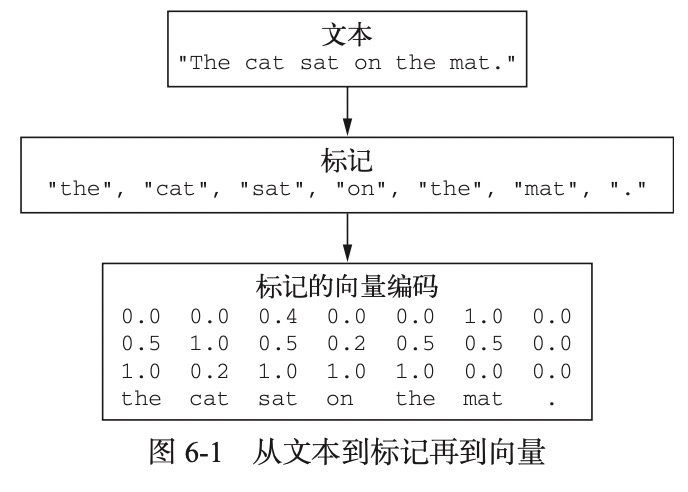 文本
"The cat sat on the mat."
标记
"the", "cat", "sat", "on", "the", "mat", "."
标记的向量编码
0.0 0.0 0.4 0.0 0.0 1.0 0.0
0.5 1.0 0.5 0.2 0.5 0.5 0.0
1.0 0.2 1.0 1.0 1.0 0.0 0.0
the cat sat on the mat .
图 6-1 从文本到标记再到向量